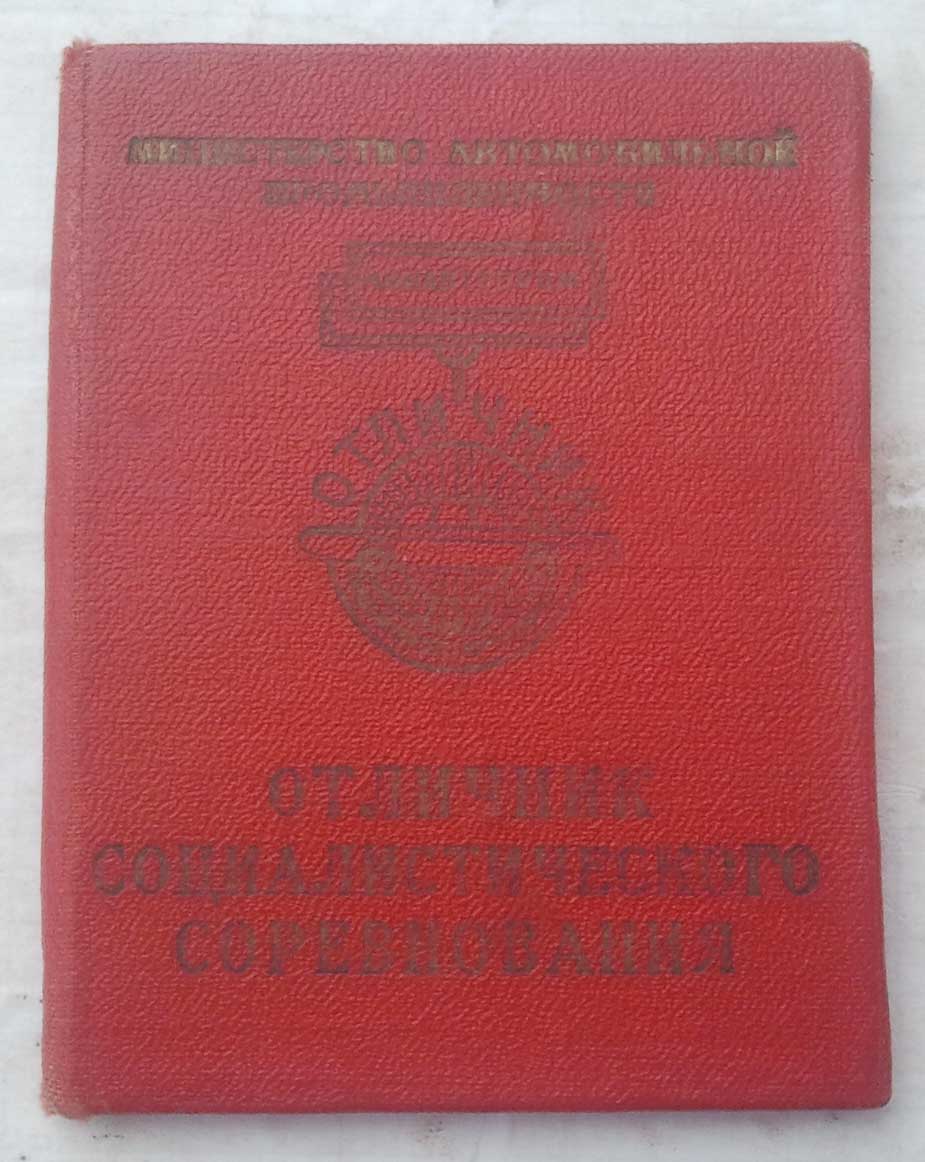 МИНИСТЕРСТВО АВТОМОБИЛЬНОЙ
ПРОМЫШЛЕННОСТИ
ОТЛИЧНИК
ОТЛИЧНИК
СОЦИАЛИСТИЧЕСКОГО
СОРЕВНОВАНИЯ